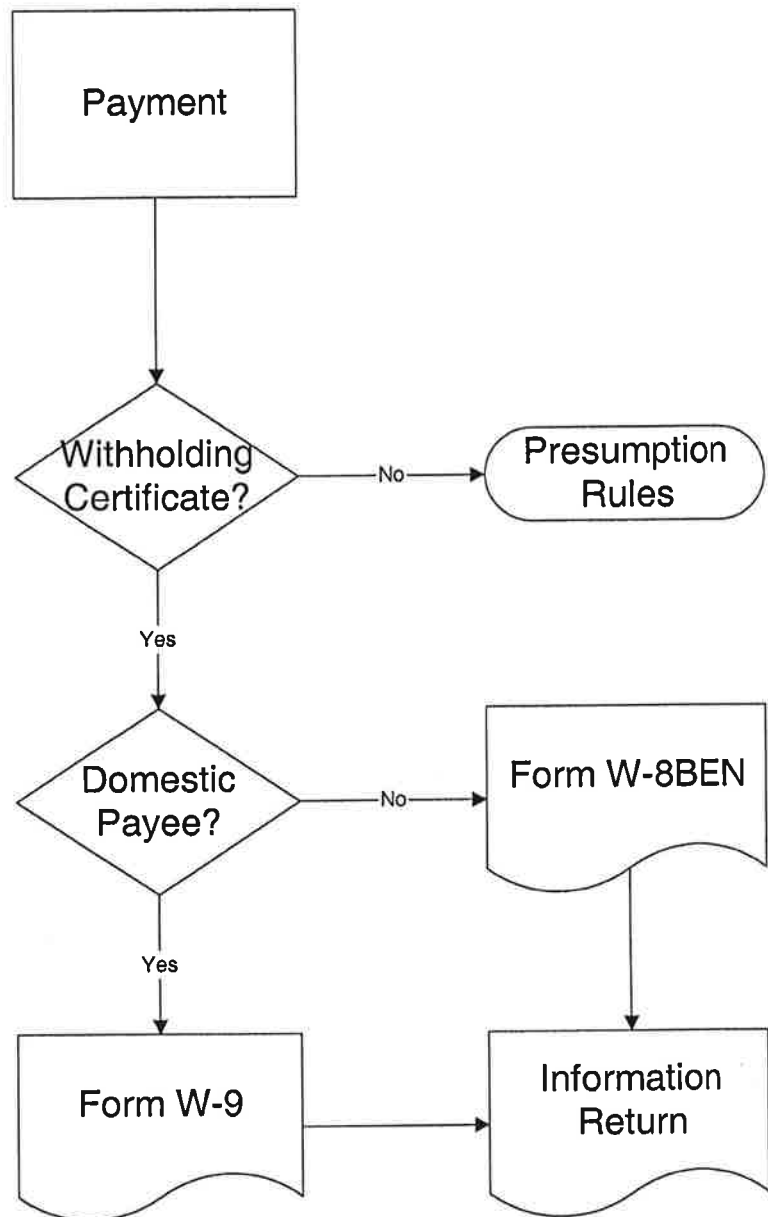 Payment
Withholding
Certificate?
No
Presumption
Rules
Yes
Domestic
Payee?
No
Form W-8BEN
Yes
Form W-9
Information
Return